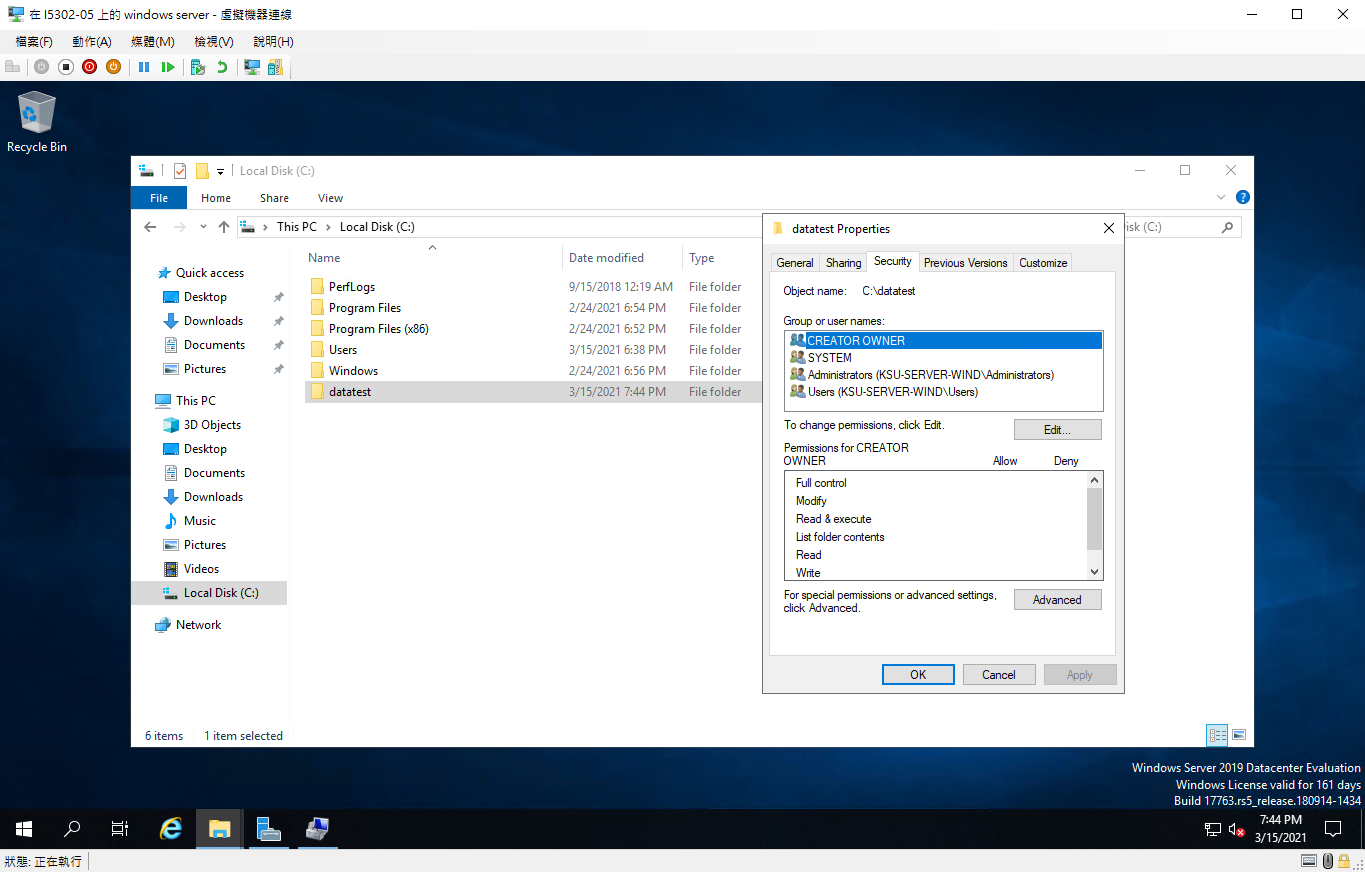 在 I5302-05 上的 windows server - 虛擬機器連線
檔案(F) 動作(A) 媒體(M) 檢視(V) 說明(H)
Recycle Bin
Local Disk (C:)
File Home Share View
This PC > Local Disk (C:)
isk (C:)
Quick access
Desktop
Downloads
Documents
Pictures
This PC
3D Objects
Desktop
Documents
Downloads
Music
Pictures
Videos
Local Disk (C:)
Network
Name Date modified Type
PerfLogs 9/15/2018 12:19 AM File folder
Program Files 2/24/2021 6:54 PM File folder
Program Files (x86) 2/24/2021 6:52 PM File folder
Users 3/15/2021 6:38 PM File folder
Windows 2/24/2021 6:56 PM File folder
datatest 3/15/2021 7:44 PM File folder
6 items 1 item selected
datatest Properties
General Sharing Security Previous Versions Customize
Object name: C:\datatest
Group or user names:
CREATOR OWNER
SYSTEM
Administrators (KSU-SERVER-WIND\Administrators)
Users (KSU-SERVER-WIND\Users)
To change permissions, click Edit.
Edit...
Permissions for CREATOR
OWNER Allow Deny
Full control
Modify
Read & execute
List folder contents
Read
Write
For special permissions or advanced settings,
click Advanced.
Advanced
OK Cancel Apply
Windows Server 2019 Datacenter Evaluation
Windows License valid for 161 days
Build 17763.rs5_release.180914-1434
7:44 PM
3/15/2021
狀態: 正在執行